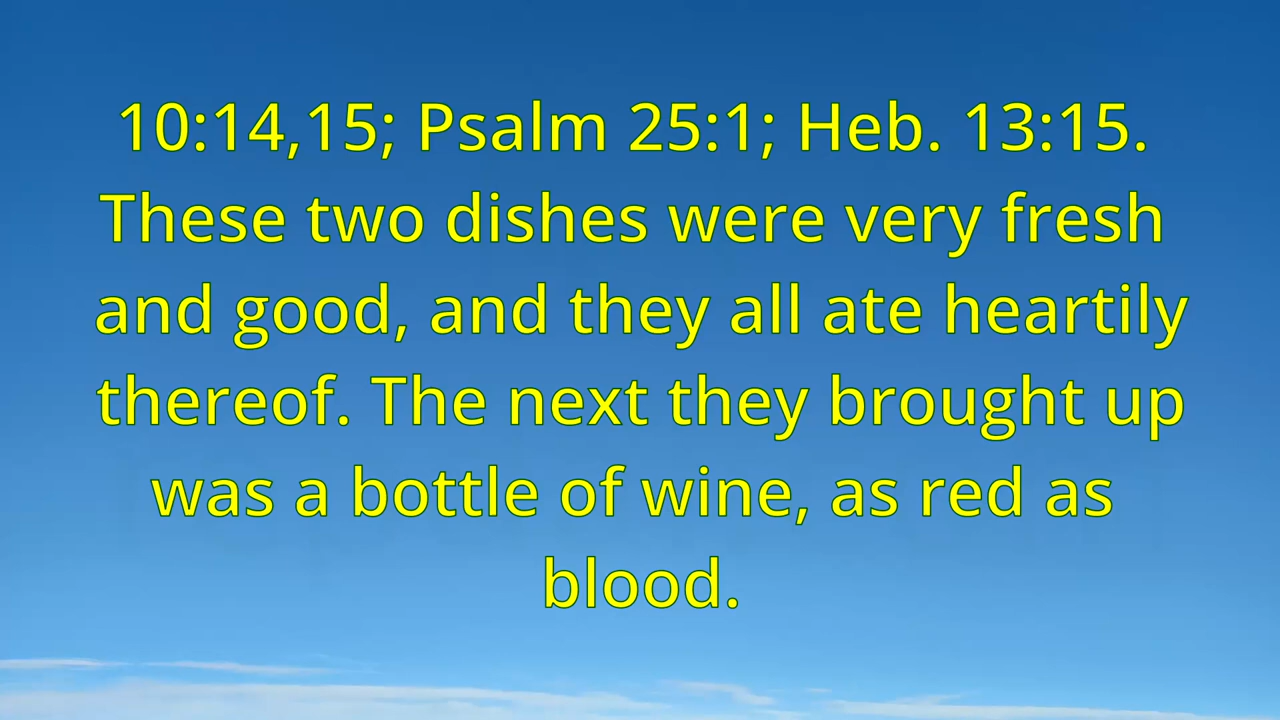 10:14,15; Psalm 25:1; Heb. 13:15.
These two dishes were very fresh
and good, and they all ate heartily
thereof. The next they brought up
was a bottle of wine, as red as
blood.